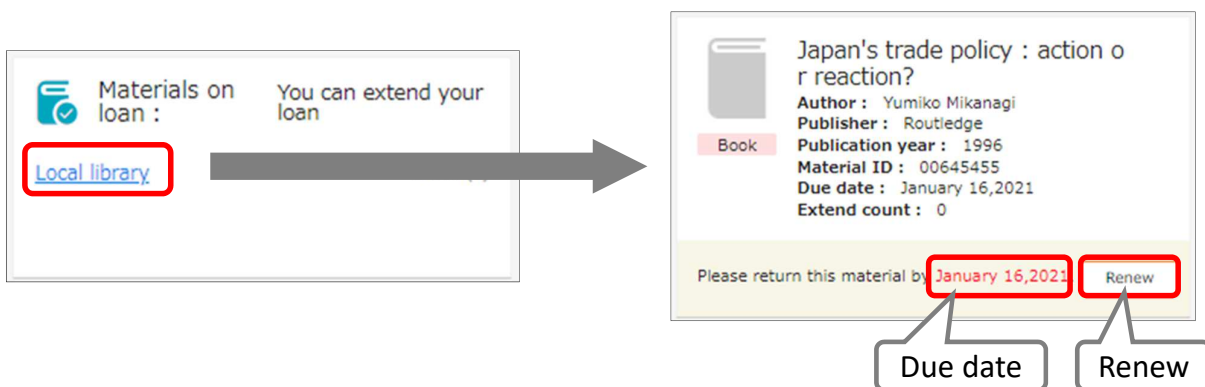 Materials on
loan :
You can extend your
loan
Local library
Japan's trade policy : action o
r reaction?
Author : Yumiko Mikanagi
Publisher : Routledge
Publication year : 1996
Material ID : 00645455
Due date : January 16,2021
Extend count : 0
Book
Please return this material by January 16,2021
Renew
Due date
Renew